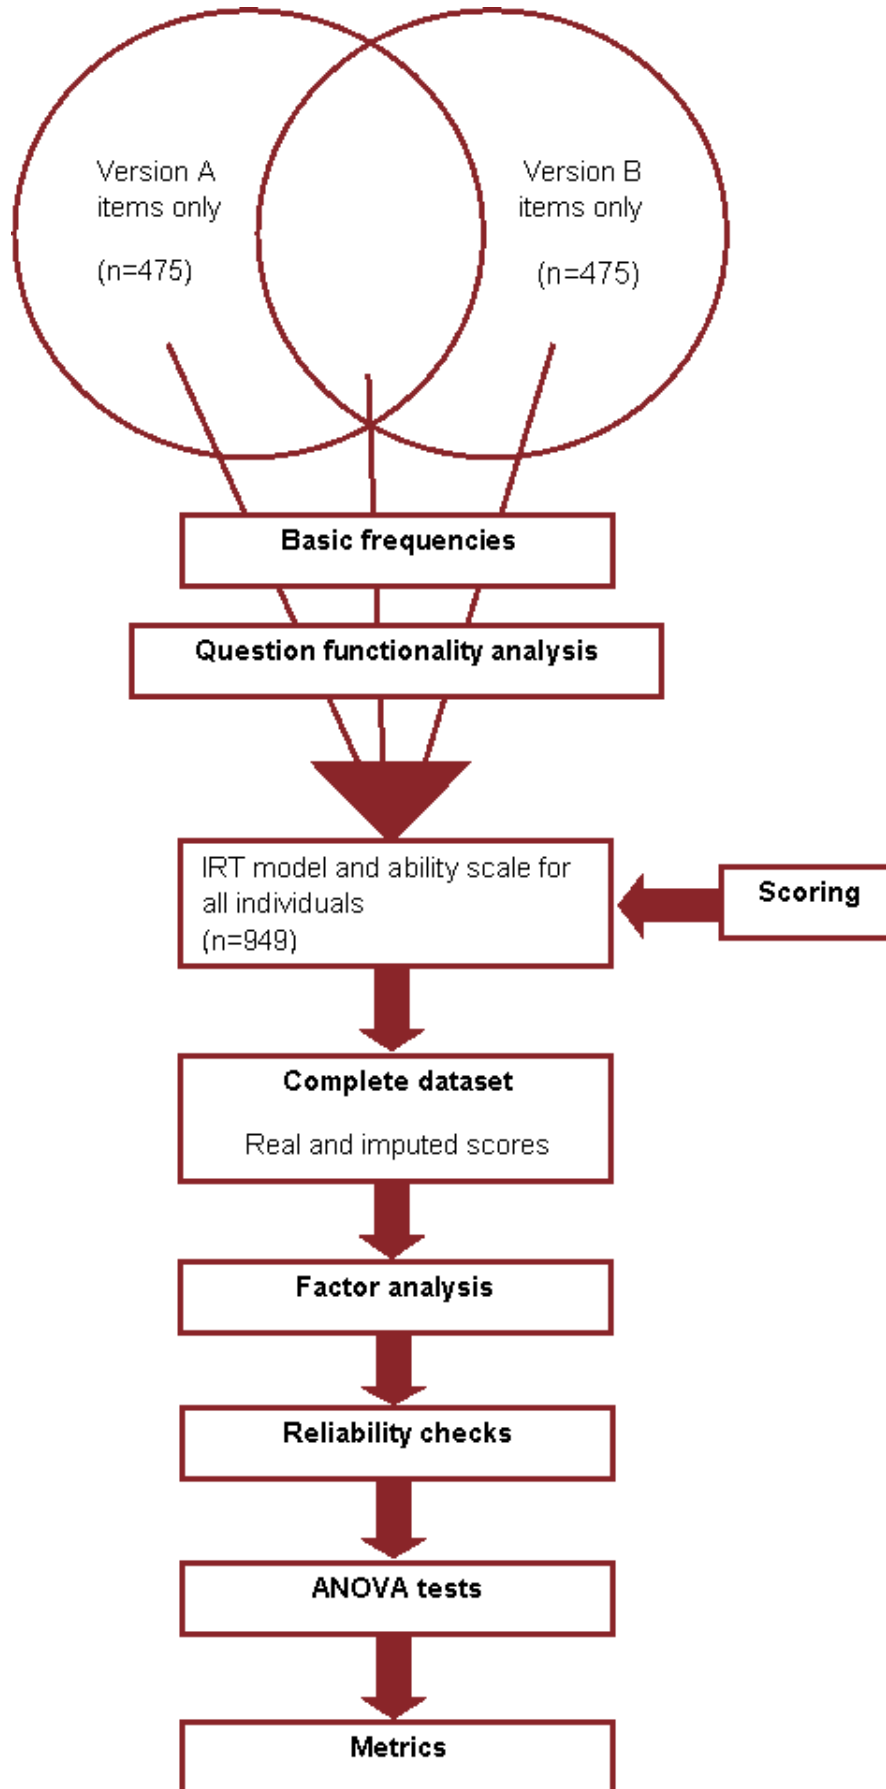 Version A
items only
(n=475)
Version B
items only
(n=475)
Basic frequencies
Question functionality analysis
IRT model and ability scale for
all individuals
(n=949)
Scoring
Complete dataset
Real and imputed scores
Factor analysis
Reliability checks
ANOVA tests
Metrics